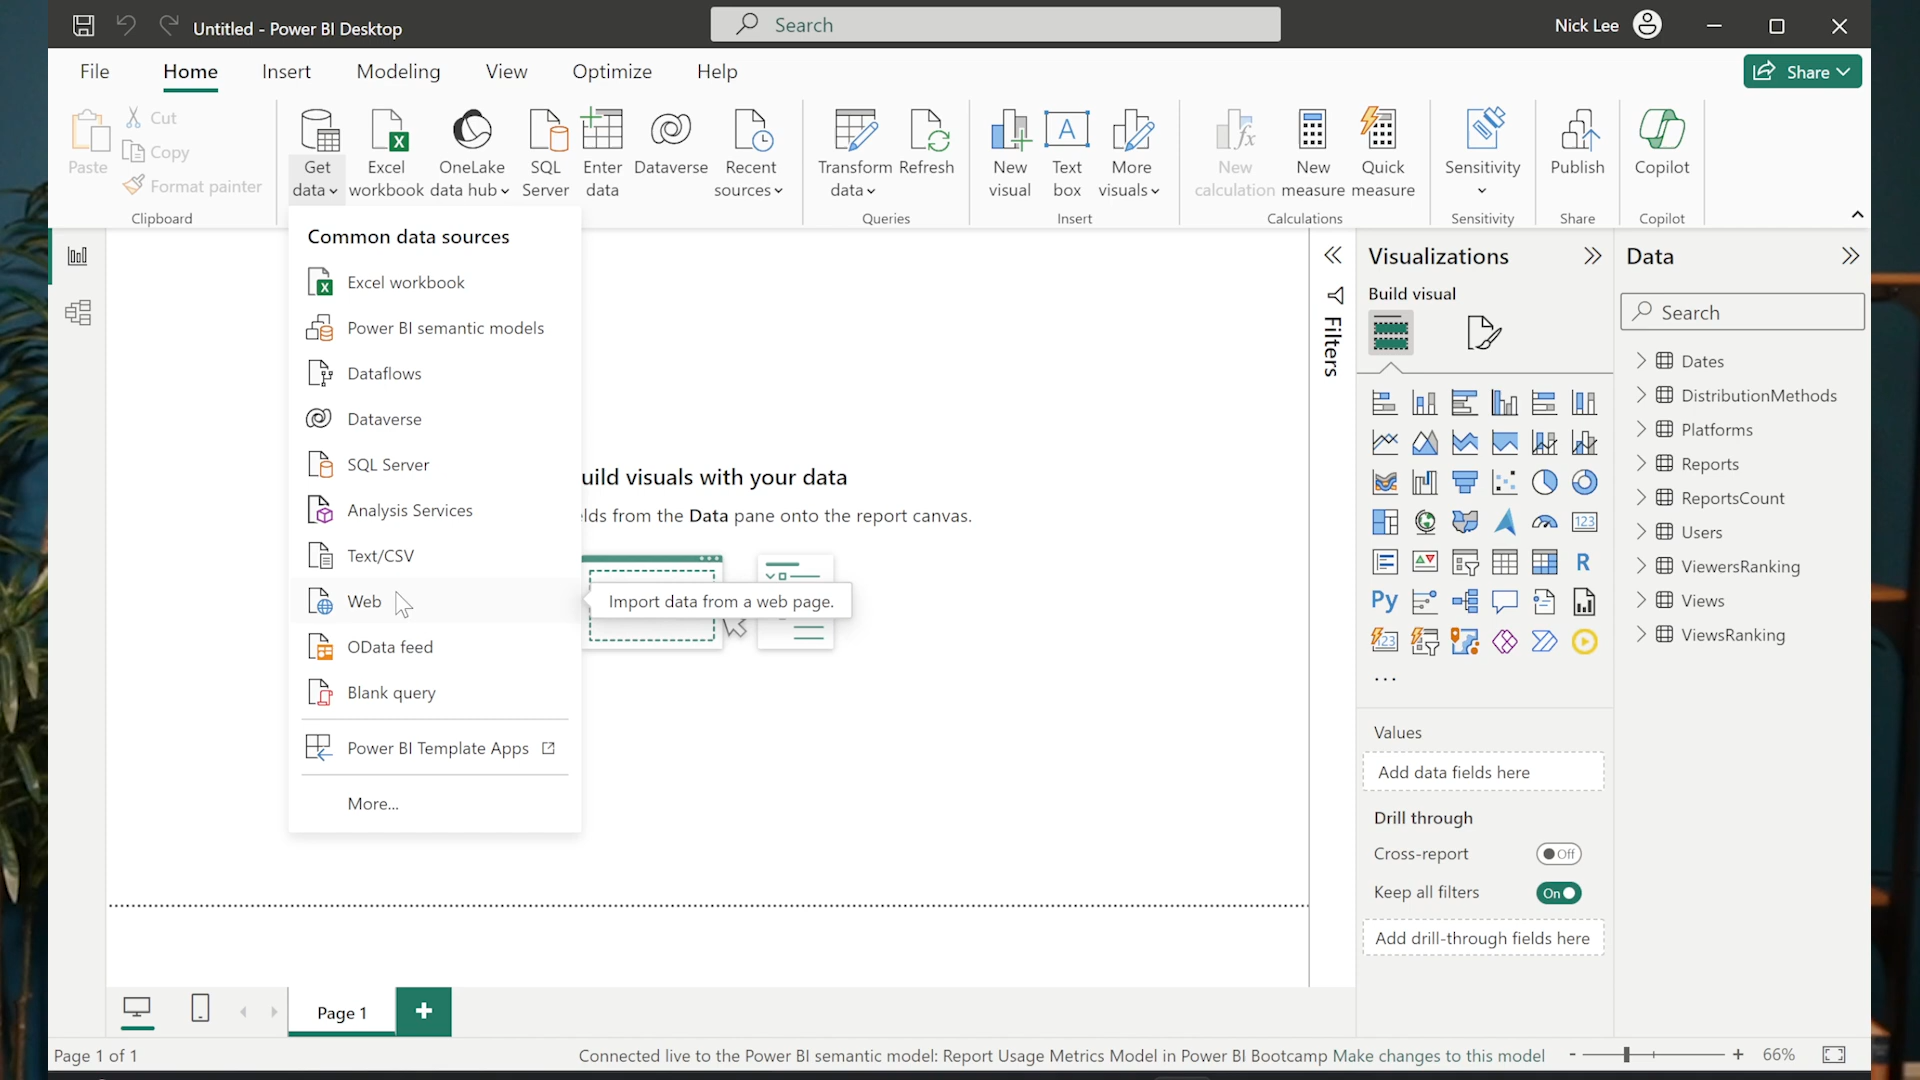 Untitled - Power BI Desktop
Search
Nick Lee
File
Home
Insert
Modeling
View
Optimize
Help
Share
Paste
Cut
Copy
Format painter
Clipboard
Get data
Excel workbook
OneLake data hub
SQL Server
Enter data
Dataverse
Recent sources
Transform data
Refresh
Queries
New visual
Text box
More visuals
Insert
New calculation
New measure
Quick measure
Calculations
Sensitivity
Sensitivity
Publish
Share
Copilot
Copilot
Common data sources
Excel workbook
Power BI semantic models
Dataflows
Dataverse
SQL Server
Analysis Services
Text/CSV
Web
OData feed
Blank query
Power BI Template Apps
More...
uild visuals with your data
lds from the Data pane onto the report canvas.
Import data from a web page.
Filters
Visualizations
Build visual
123
R
Py
123
Values
Add data fields here
Drill through
Cross-report
Off
Keep all filters
On
Add drill-through fields here
Data
Search
Dates
DistributionMethods
Platforms
Reports
ReportsCount
Users
ViewersRanking
Views
ViewsRanking
Page 1
Page 1 of 1
Connected live to the Power BI semantic model: Report Usage Metrics Model in Power BI Bootcamp Make changes to this model
- + 66%